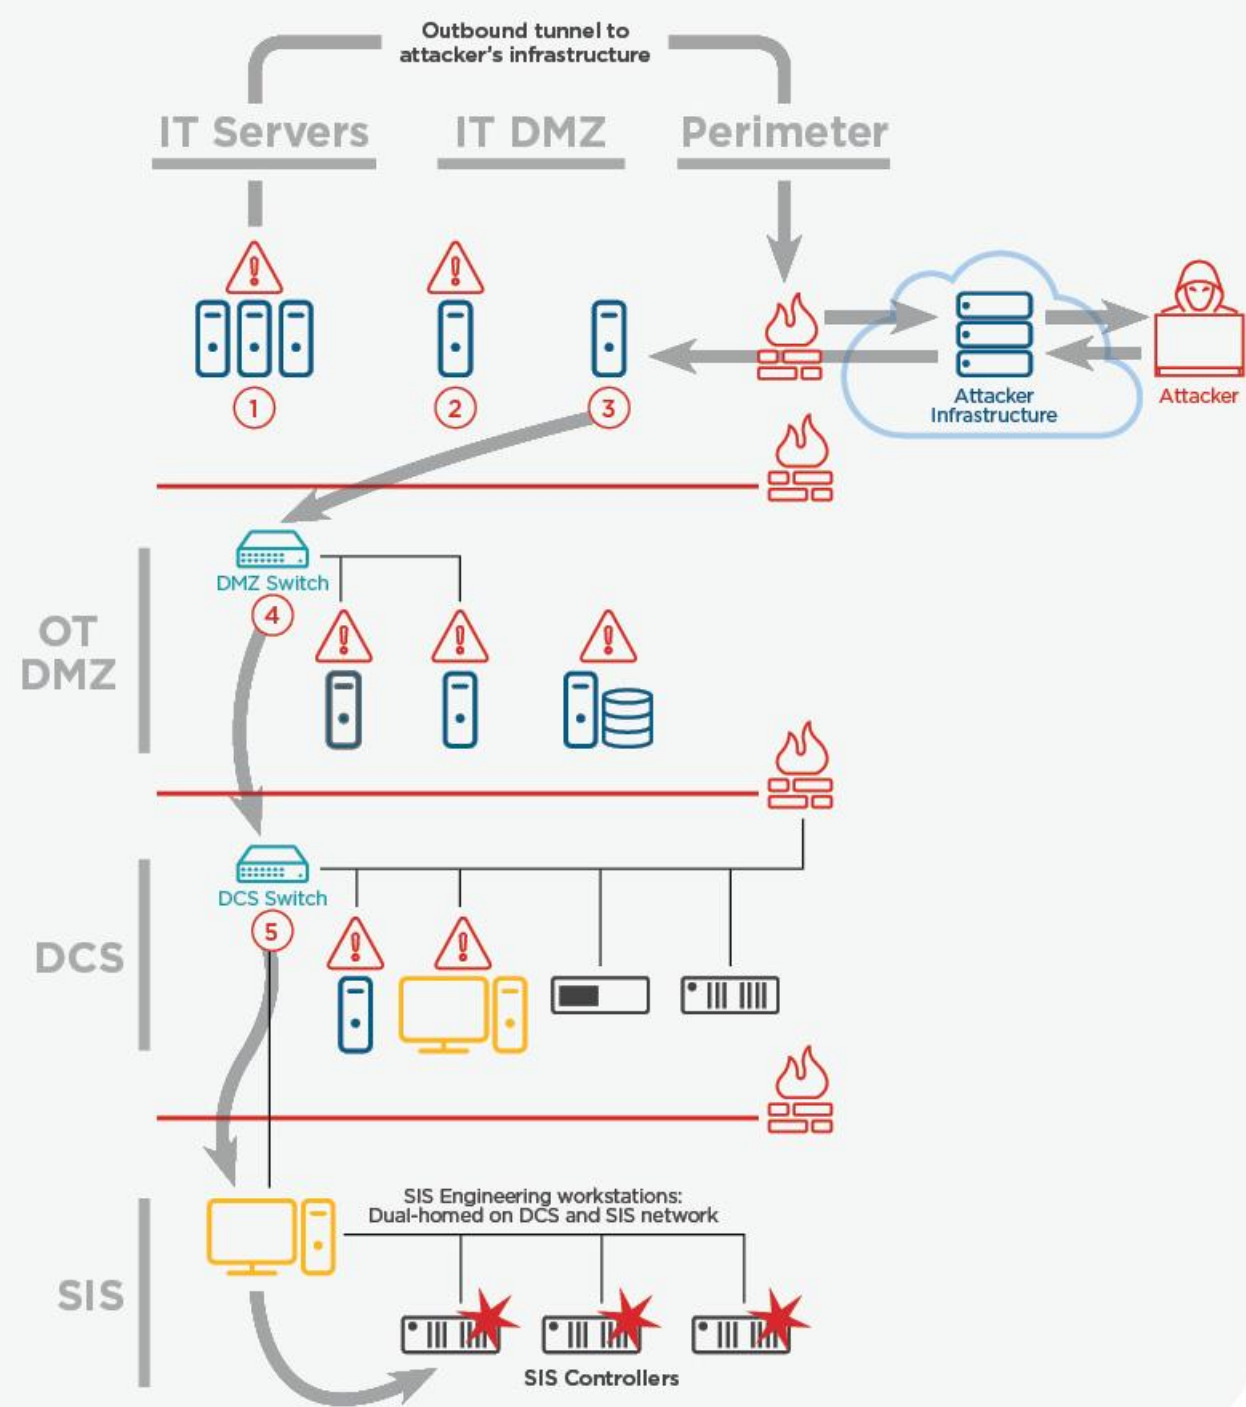 Outbound tunnel to
attacker's infrastructure
IT Servers
IT DMZ
Perimeter
1
2
3
Attacker
Infrastructure
Attacker
DMZ Switch
4
OT
DMZ
DCS Switch
5
DCS
SIS Engineering workstations:
Dual-homed on DCS and SIS network
SIS
SIS Controllers